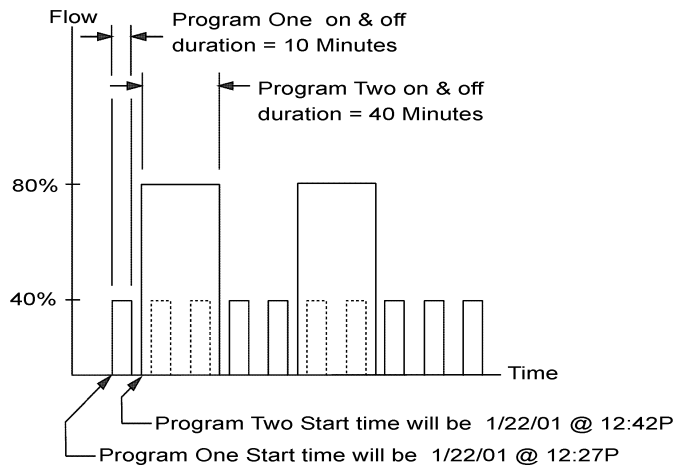 Flow
Program One on & off
duration = 10 Minutes
Program Two on & off
duration = 40 Minutes
80%
40%
Time
Program Two Start time will be 1/22/01 @ 12:42P
Program One Start time will be 1/22/01 @ 12:27P